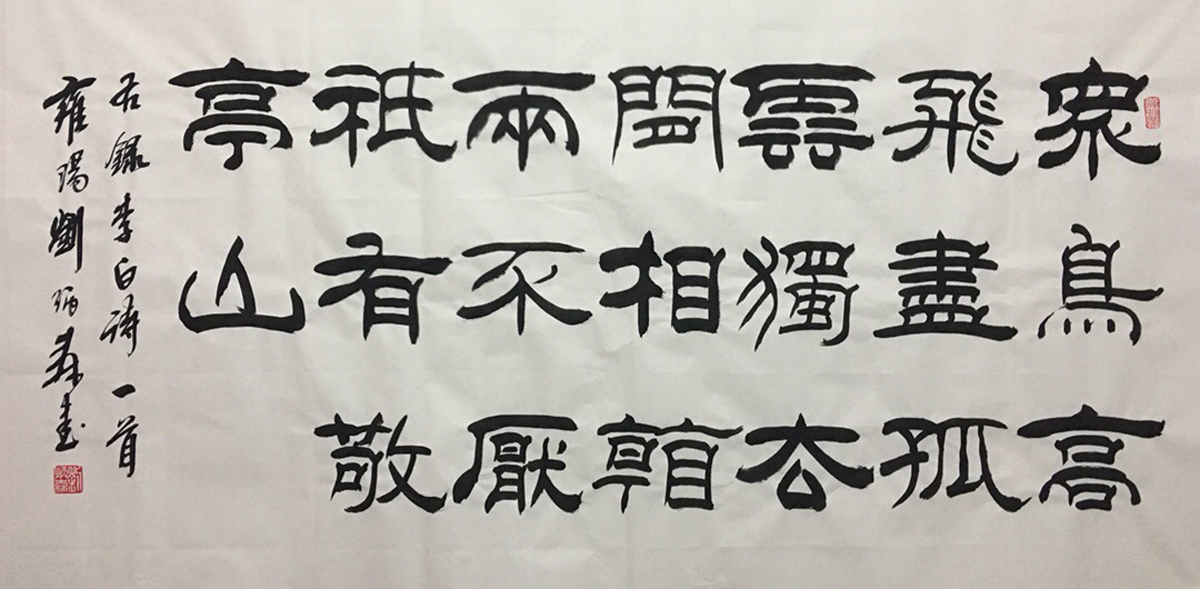 衆鳥高
飛盡孤
雲獨去
閒相看
兩不厭
祇有敬
亭山
右錄李白詩一首
雍陽劉炳森書